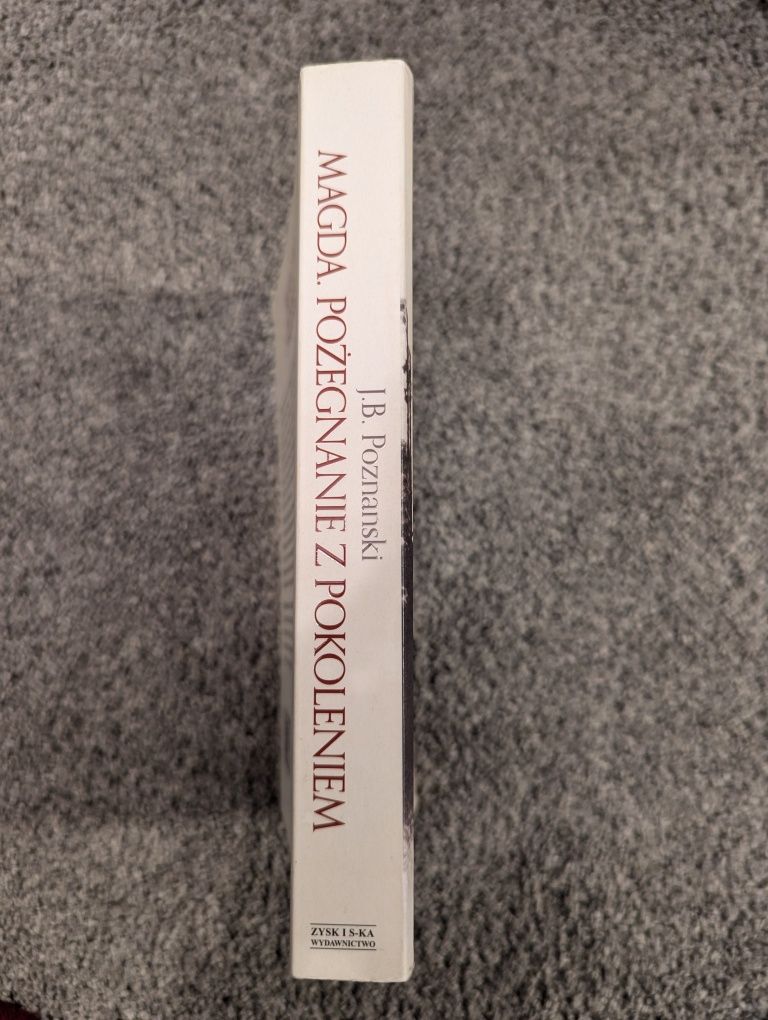 J.B. Poznanski
MAGDA. POŻEGNANIE Z POKOLENIEM
ZYSK I S-KA
WYDAWNICTWO